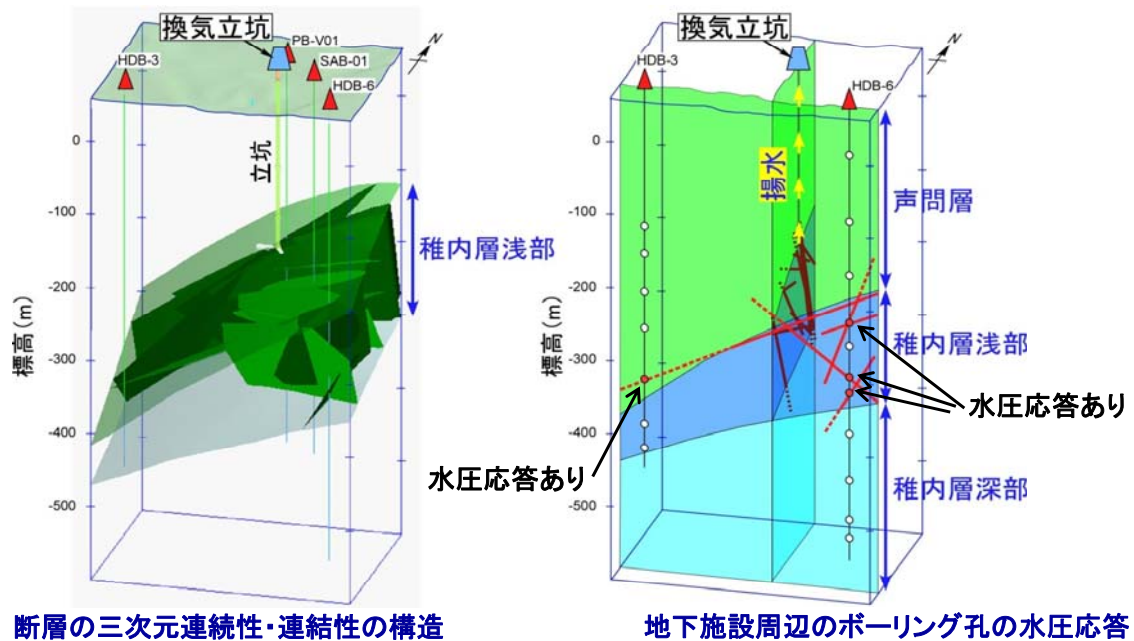 換気立坑
PB-V01
SAB-01
HDB-3
HDB-6
N
立坑
0
-100
-200
-300
-400
-500
標高(m)
稚内層浅部
断層の三次元連続性・連結性の構造
換気立坑
HDB-3
HDB-6
N
揚水
0
-100
-200
-300
-400
-500
標高(m)
声問層
稚内層浅部
水圧応答あり
水圧応答あり
稚内層深部
地下施設周辺のボーリング孔の水圧応答